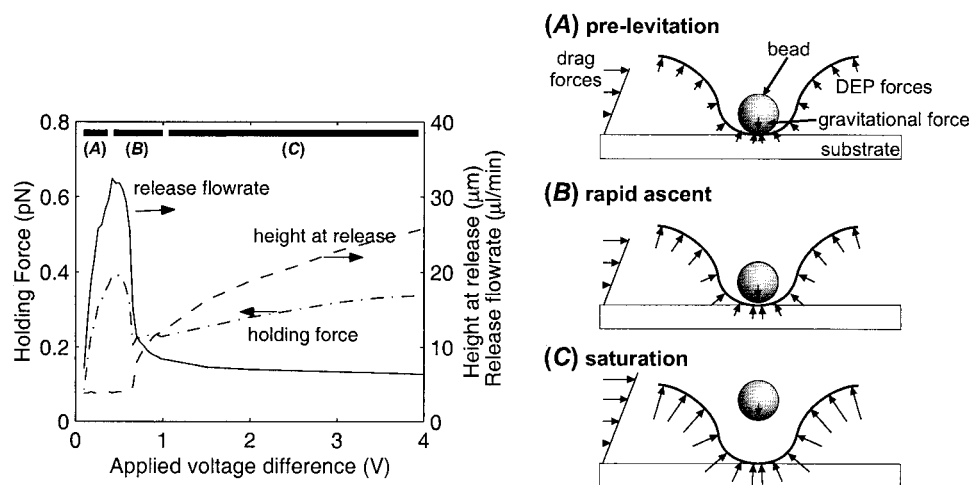 0.8
0.6
0.4
0.2
0
Holding Force (pN)
(A)
(B)
(C)
release flowrate
height at release
holding force
40
30
20
10
0
Height at release (µm)
Release flowrate (µl/min)
0
1
2
3
4
Applied voltage difference (V)
(A) pre-levitation
drag
forces
bead
DEP forces
gravitational force
substrate
(B) rapid ascent
(C) saturation